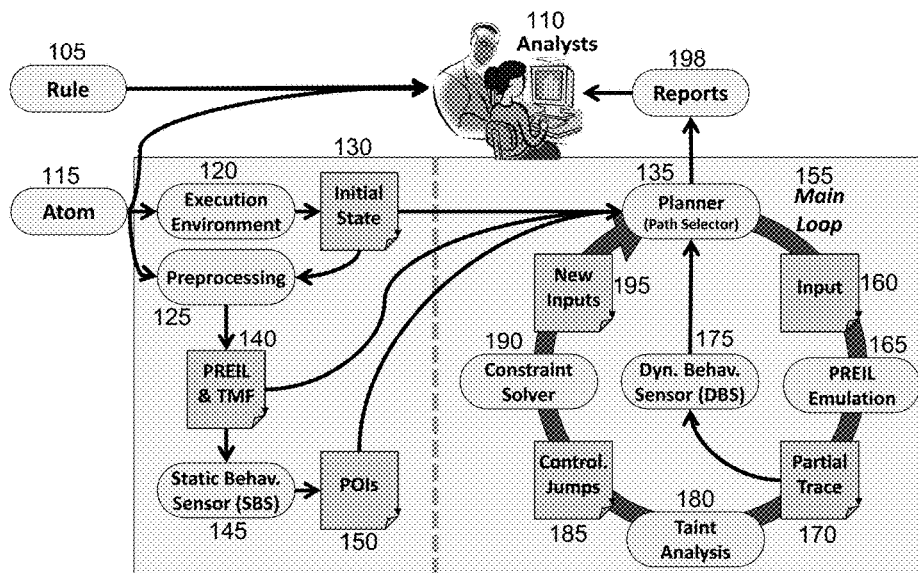 110
Analysts
105
Rule
198
Reports
115
Atom
120
Execution
Environment
130
Initial
State
Preprocessing
125
140
PREIL
& TMF
Static Behav.
Sensor (SBS)
145
POIs
150
135
Planner
(Path Selector)
155
Main
Loop
New
Inputs
195
Input
160
190
Constraint
Solver
175
Dyn. Behav.
Sensor (DBS)
165
PREIL
Emulation
Control.
Jumps
185
180
Taint
Analysis
Partial
Trace
170